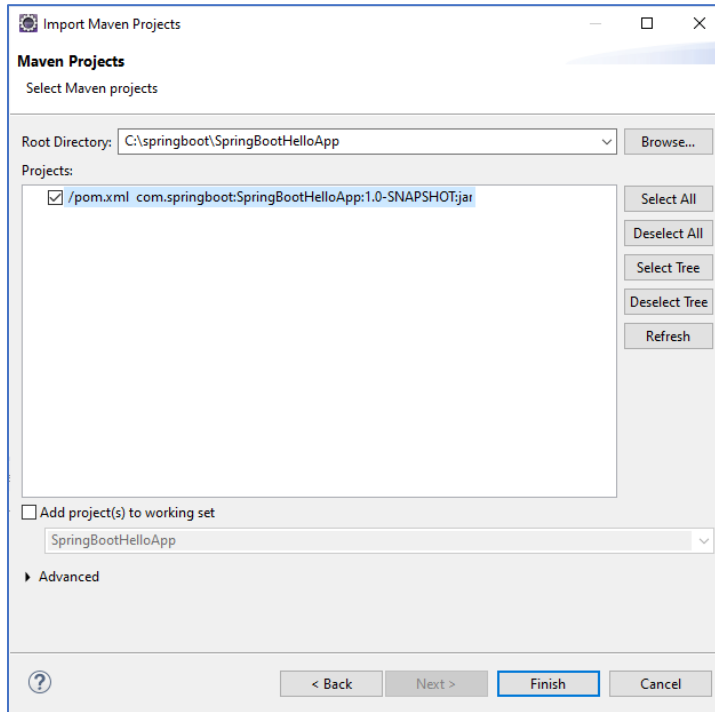 Import Maven Projects
Maven Projects
Select Maven projects
Root Directory: C:\springboot\SpringBootHelloApp Browse...
Projects:
/pom.xml com.springboot:SpringBootHelloApp:1.0-SNAPSHOT:jar
Select All
Deselect All
Select Tree
Deselect Tree
Refresh
Add project(s) to working set
SpringBootHelloApp
Advanced
? < Back Next > Finish Cancel